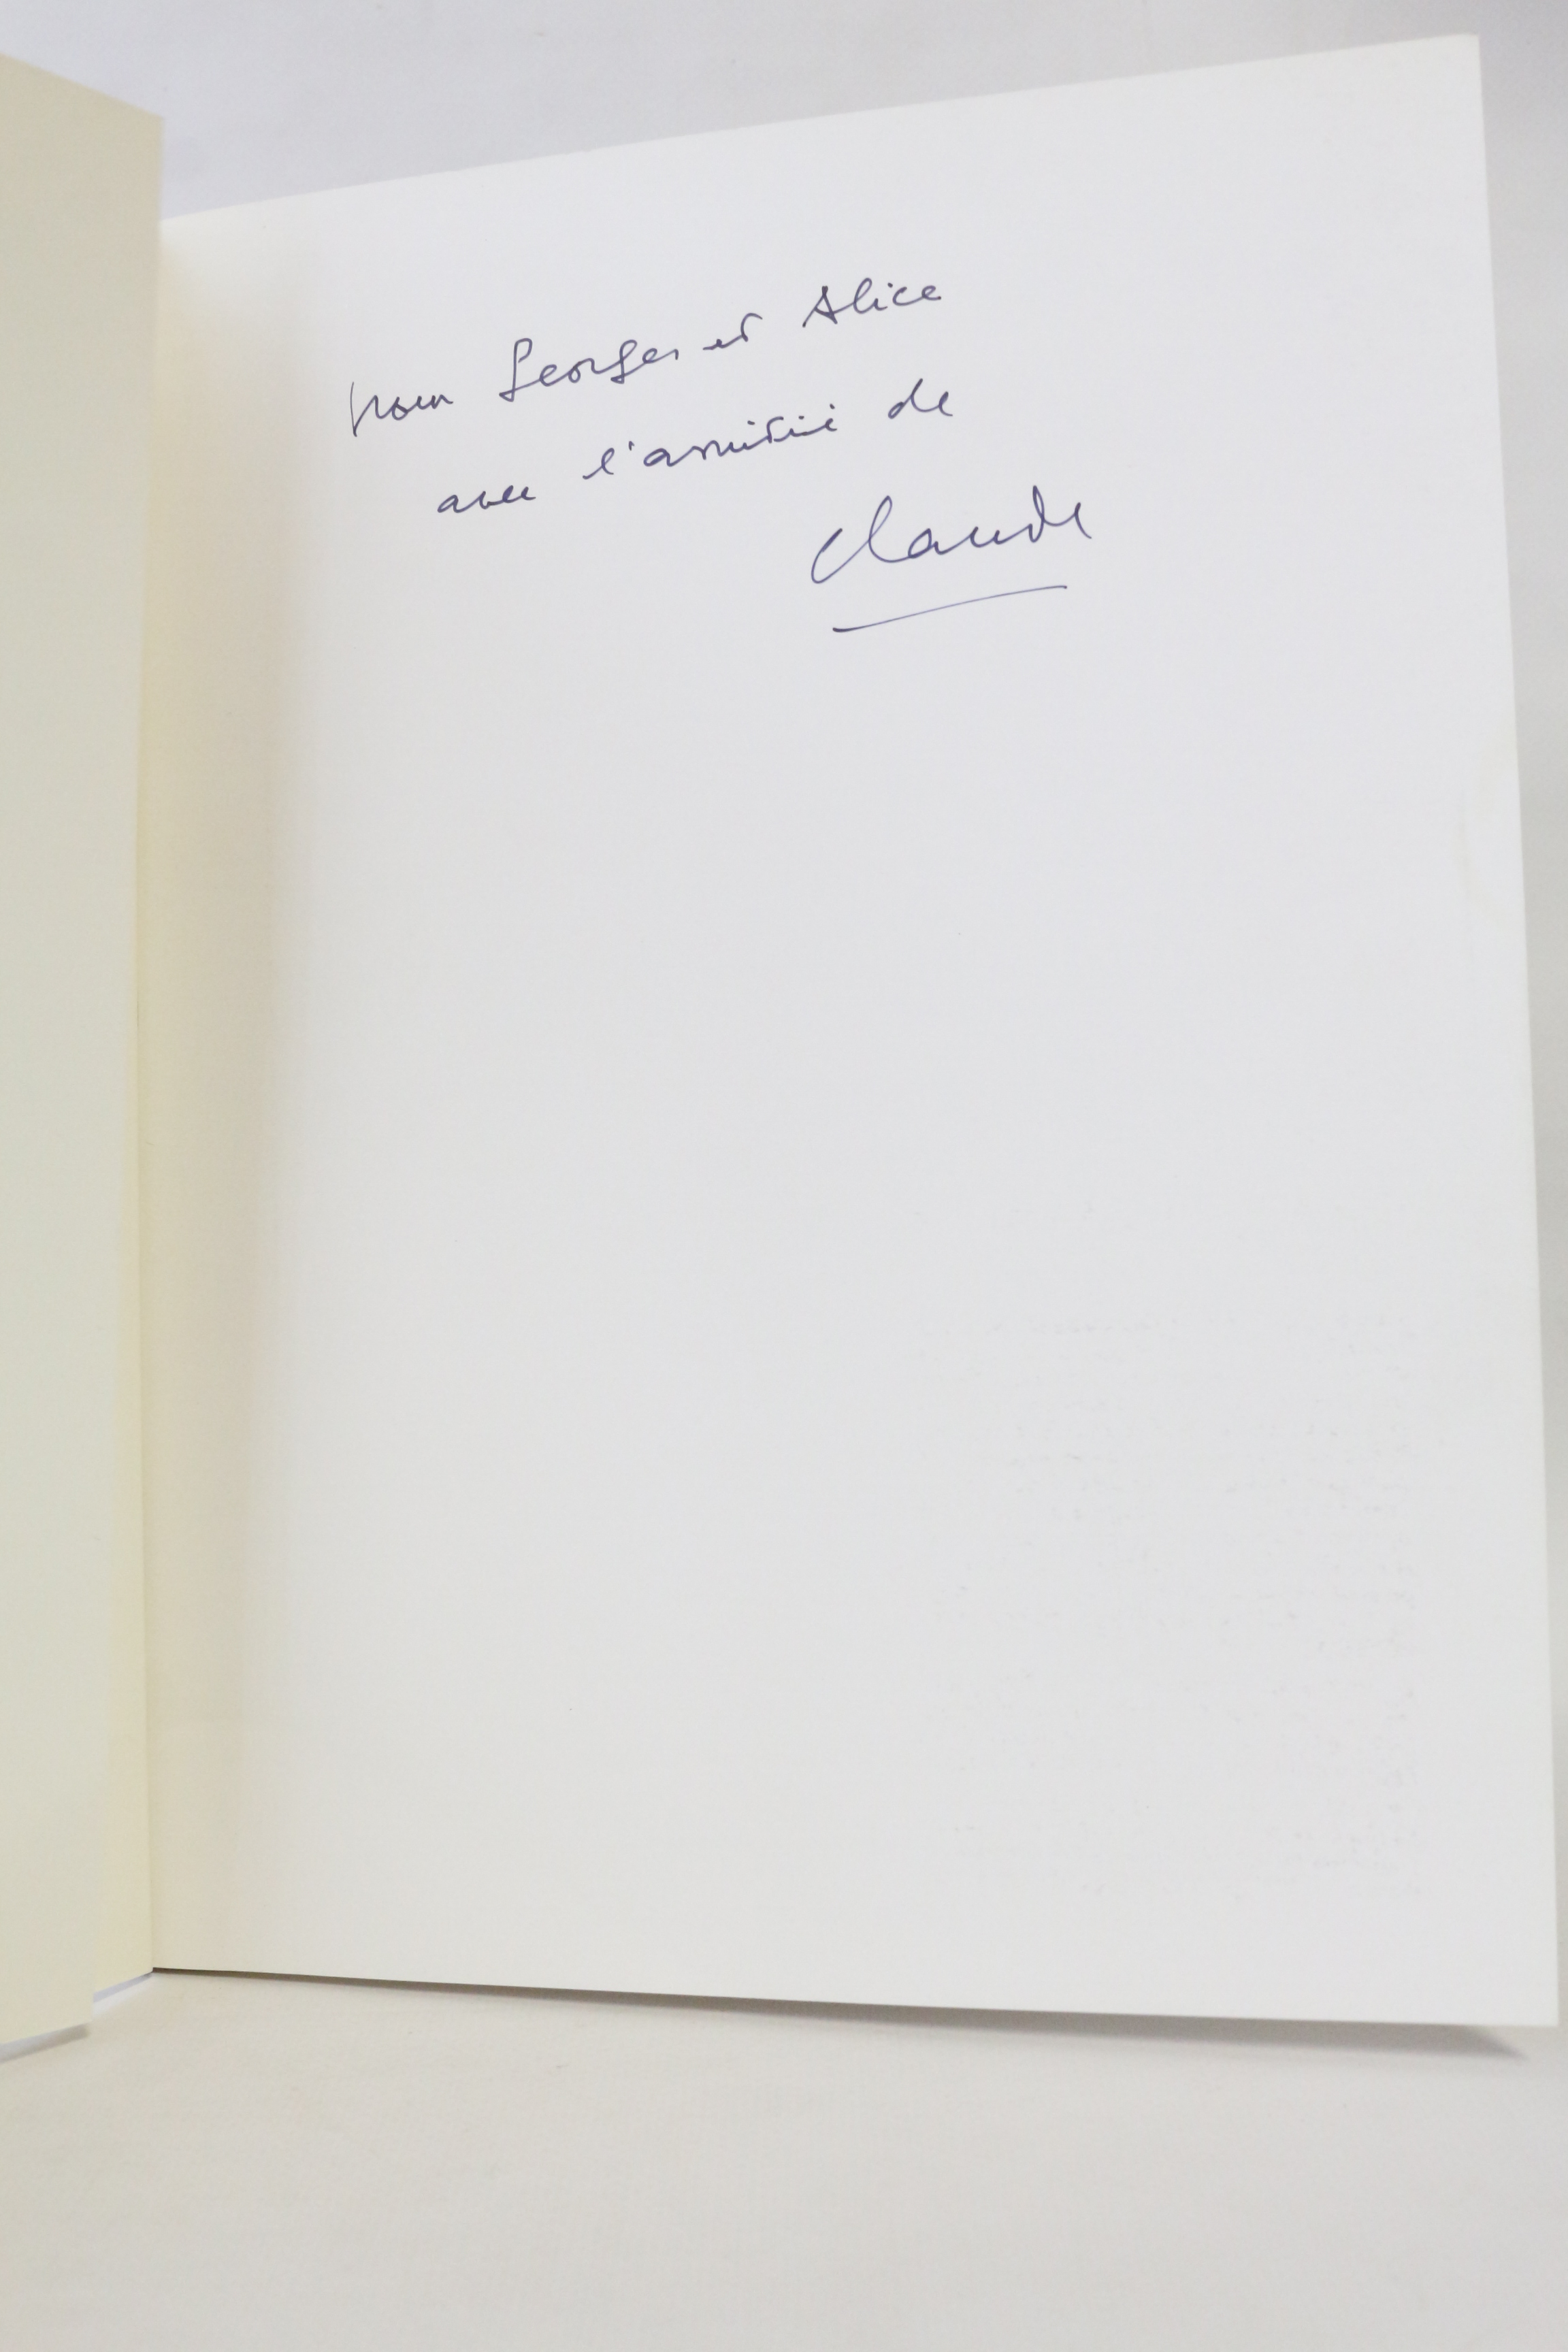 pour Georges et Alice
avec l'amitié de
Claude